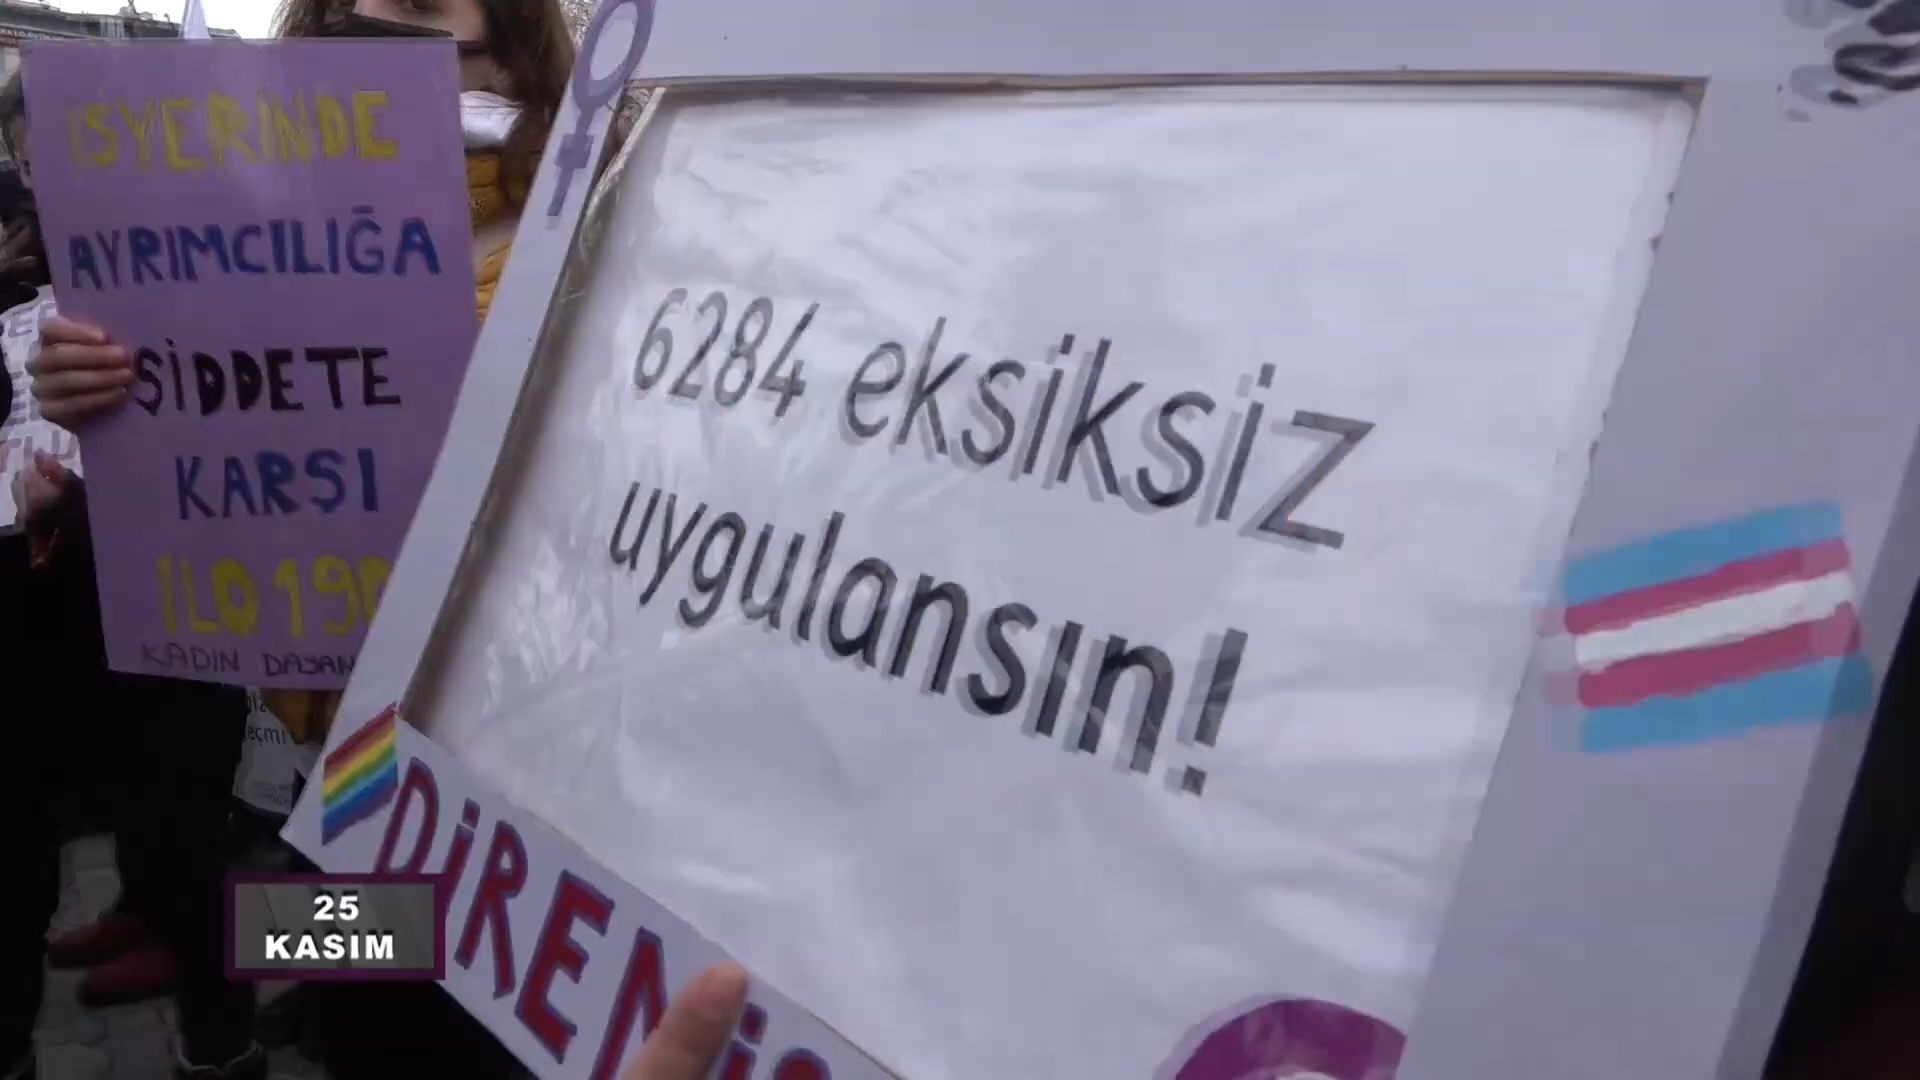 İŞYERİNDE
AYRIMCILIĞA
ŞİDDETE
KARŞI
ILO 190
KADIN DAYAN
6284 eksiksiz
uygulansın!
DİRENİŞ
25
KASIM